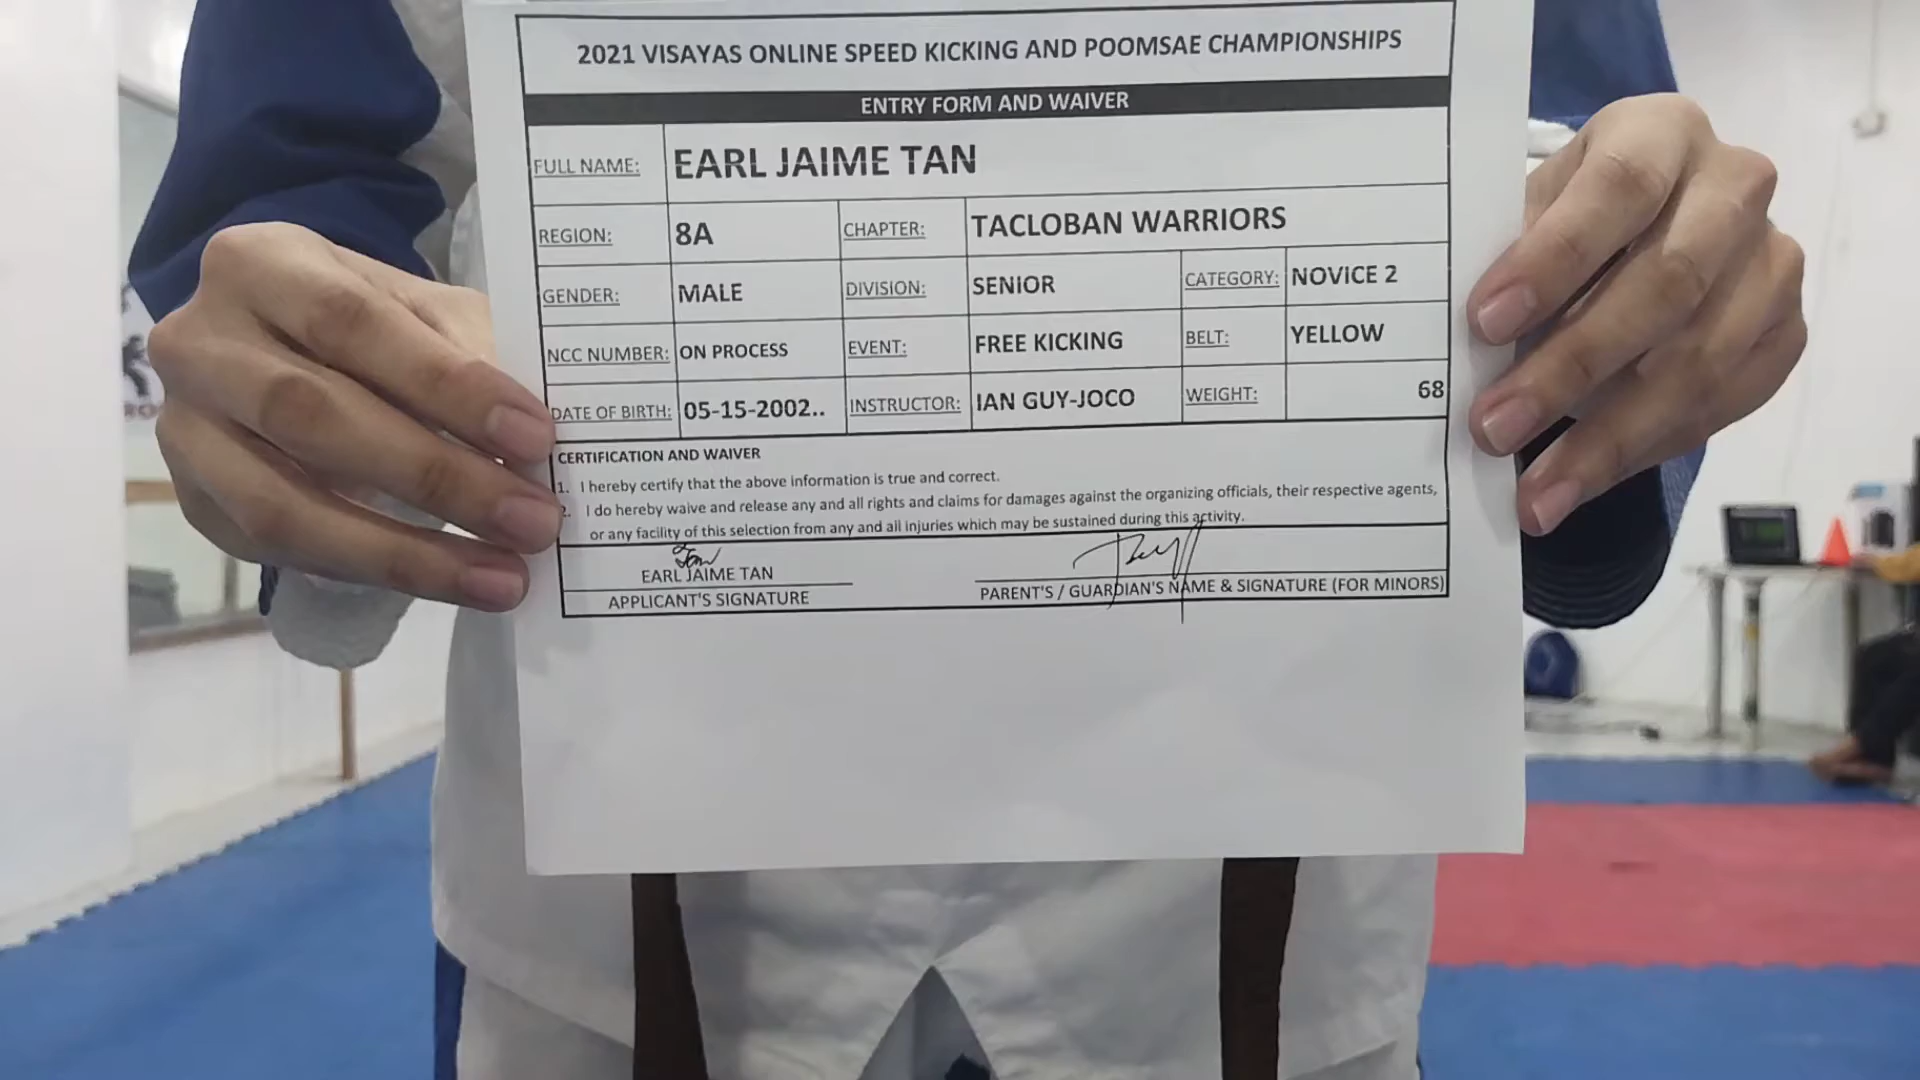 2021 VISAYAS ONLINE SPEED KICKING AND POOMSAE CHAMPIONSHIPS
ENTRY FORM AND WAIVER
FULL NAME: EARL JAIME TAN
REGION: 8A CHAPTER: TACLOBAN WARRIORS
GENDER: MALE DIVISION: SENIOR CATEGORY: NOVICE 2
NCC NUMBER: ON PROCESS EVENT: FREE KICKING BELT: YELLOW
DATE OF BIRTH: 05-15-2002.. INSTRUCTOR: IAN GUY-JOCO WEIGHT: 68
CERTIFICATION AND WAIVER
1. I hereby certify that the above information is true and correct.
2. I do hereby waive and release any and all rights and claims for damages against the organizing officials, their respective agents,
or any facility of this selection from any and all injuries which may be sustained during this activity.
EARL JAIME TAN
APPLICANT'S SIGNATURE PARENT'S / GUARDIAN'S NAME & SIGNATURE (FOR MINORS)